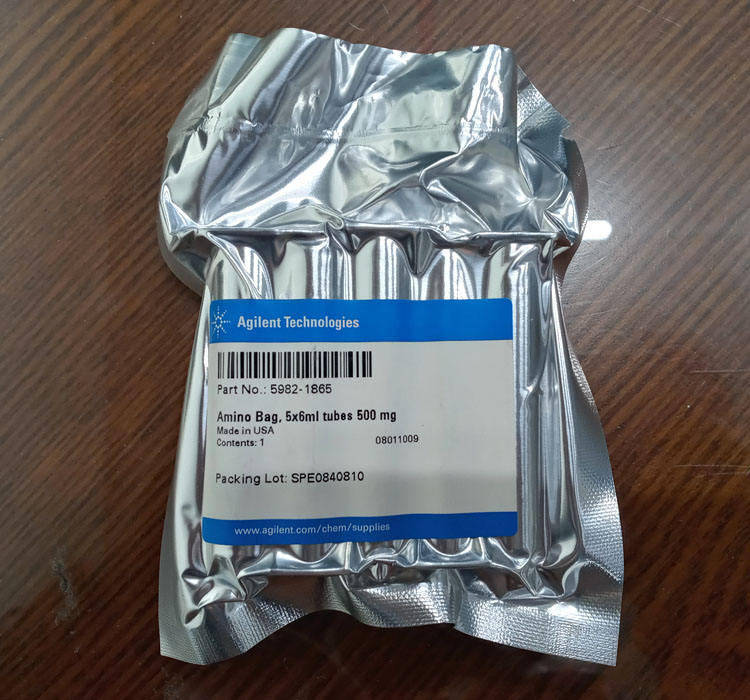 Agilent Technologies
Part No.: 5982-1865
Amino Bag, 5x6ml tubes 500 mg
Made in USA
Contents: 1 08011009
Packing Lot: SPE0840810
www.agilent.com/chem/supplies